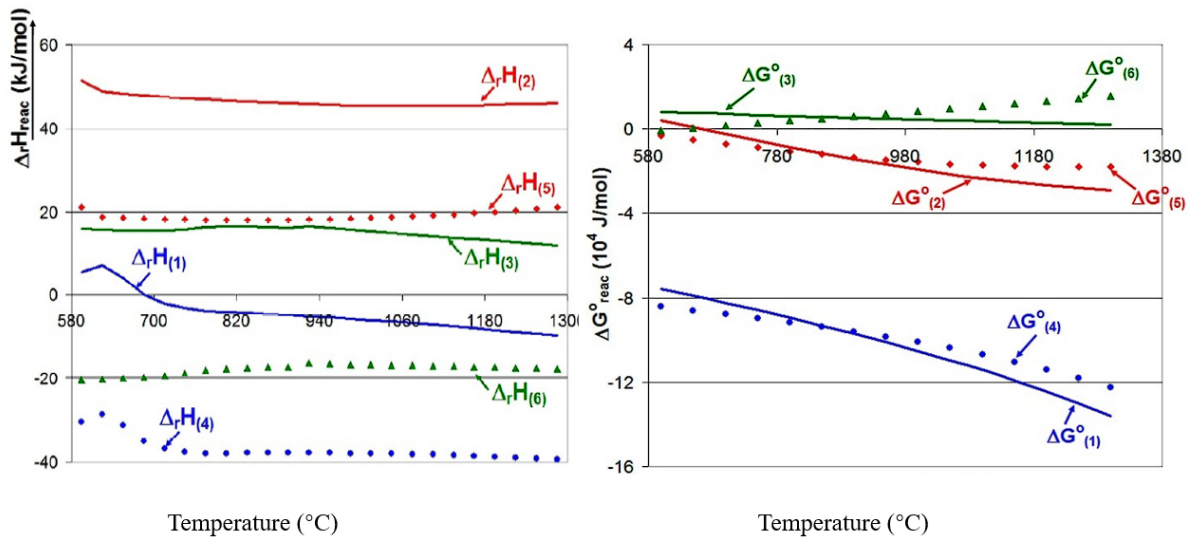 ΔrHreac (kJ/mol)
60
40
20
0
-20
-40
580
700
820
940
1060
1180
1300
ΔrH(2)
ΔrH(5)
ΔrH(3)
ΔrH(1)
ΔrH(6)
ΔrH(4)
Temperature (°C)
ΔG°reac (10⁴ J/mol)
4
0
-4
-8
-12
-16
580
780
980
1180
1380
ΔG°(3)
ΔG°(6)
ΔG°(2)
ΔG°(5)
ΔG°(4)
ΔG°(1)
Temperature (°C)